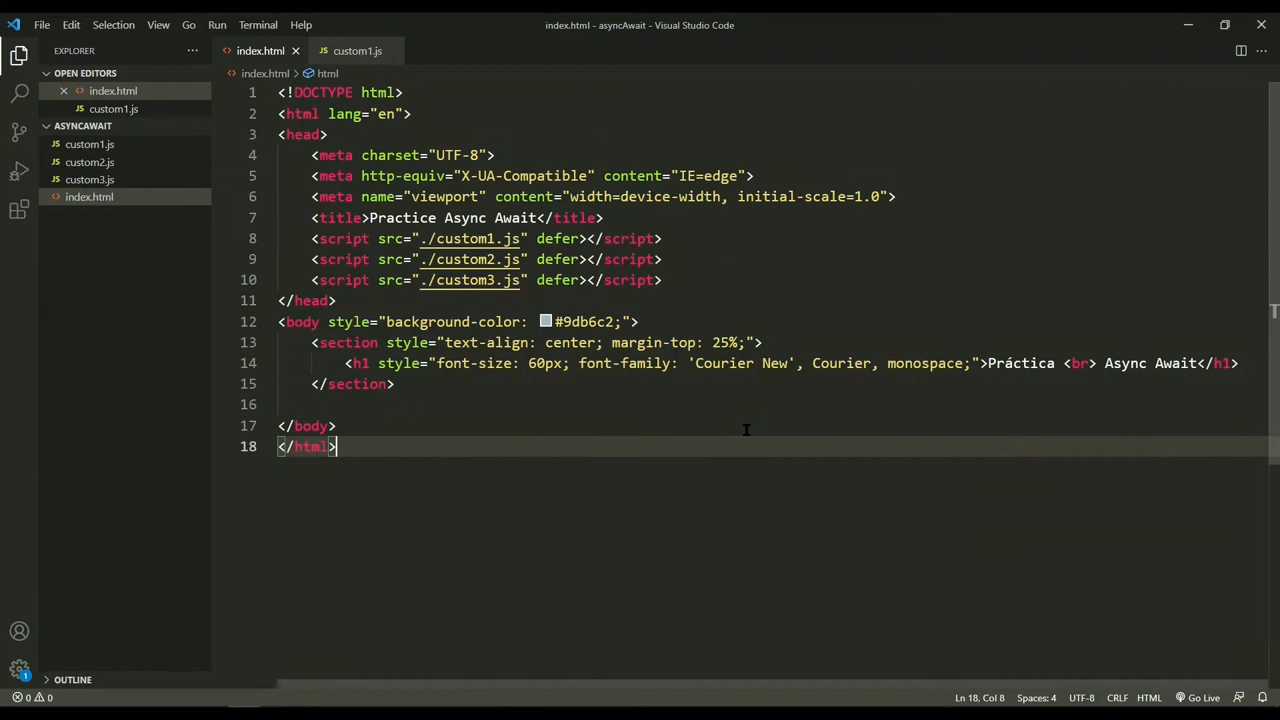 File Edit Selection View Go Run Terminal Help index.html - asyncAwait - Visual Studio Code
EXPLORER
OPEN EDITORS
index.html
custom1.js
ASYNCAWAIT
custom1.js
custom2.js
custom3.js
index.html
OUTLINE
index.html custom1.js
index.html > html
1 <!DOCTYPE html>
2 <html lang="en">
3 <head>
4 <meta charset="UTF-8">
5 <meta http-equiv="X-UA-Compatible" content="IE=edge">
6 <meta name="viewport" content="width=device-width, initial-scale=1.0">
7 <title>Practice Async Await</title>
8 <script src="./custom1.js" defer></script>
9 <script src="./custom2.js" defer></script>
10 <script src="./custom3.js" defer></script>
11 </head>
12 <body style="background-color: #9db6c2;">
13 <section style="text-align: center; margin-top: 25%;">
14 <h1 style="font-size: 60px; font-family: 'Courier New', Courier, monospace;">Práctica <br> Async Await</h1>
15 </section>
16
17 </body>
18 </html>
0 0 Ln 18, Col 8 Spaces: 4 UTF-8 CRLF HTML Go Live